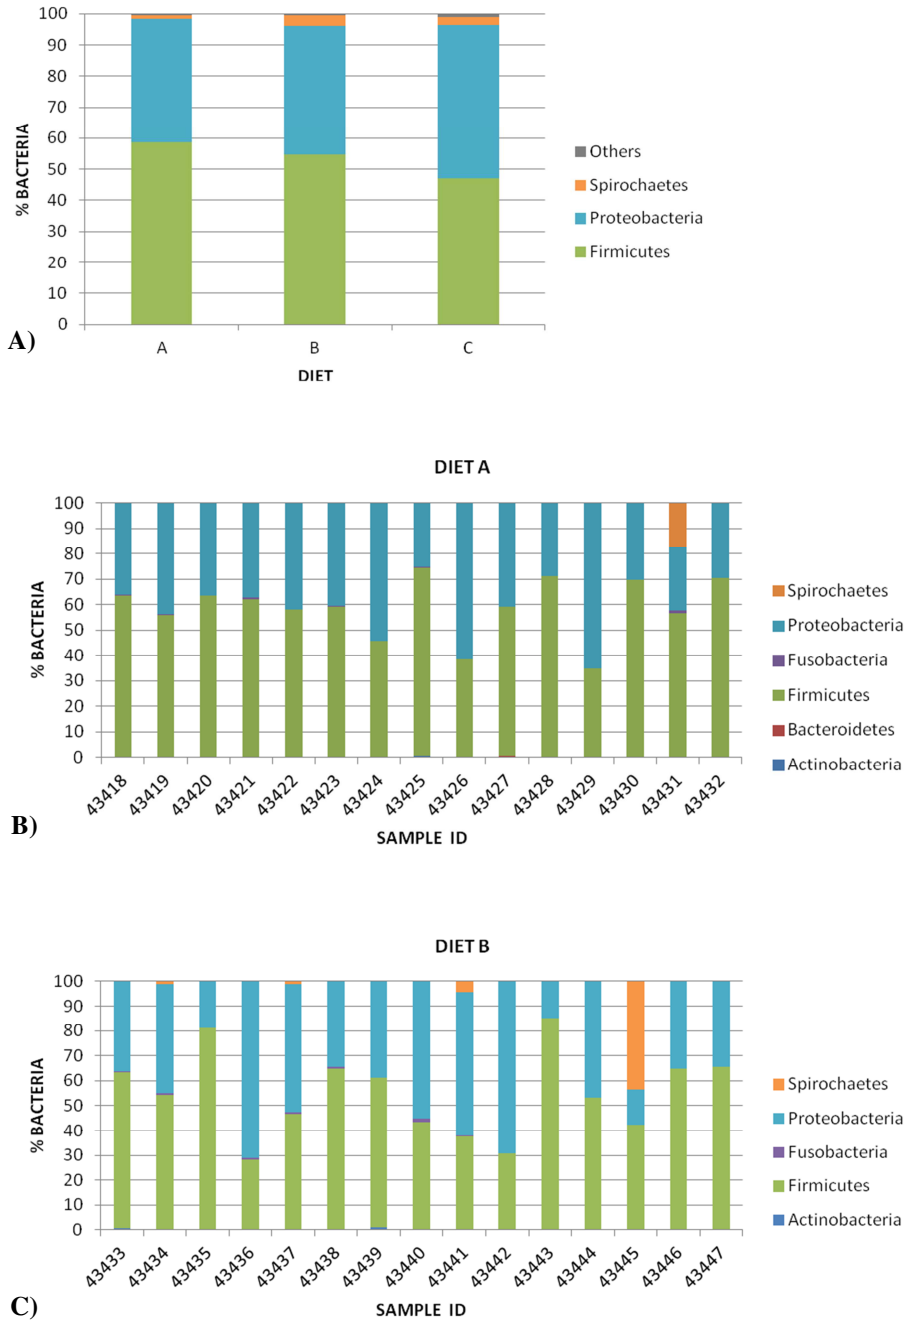 100
90
80
70
60
50
40
30
20
10
0
% BACTERIA
A B C
DIET
Others
Spirochaetes
Proteobacteria
Firmicutes
A)
DIET A
100
90
80
70
60
50
40
30
20
10
0
% BACTERIA
43418 43419 43420 43421 43422 43423 43424 43425 43426 43427 43428 43429 43430 43431 43432
SAMPLE ID
Spirochaetes
Proteobacteria
Fusobacteria
Firmicutes
Bacteroidetes
Actinobacteria
B)
DIET B
100
90
80
70
60
50
40
30
20
10
0
% BACTERIA
43433 43434 43435 43436 43437 43438 43439 43440 43441 43442 43443 43444 43445 43446 43447
SAMPLE ID
Spirochaetes
Proteobacteria
Fusobacteria
Firmicutes
Actinobacteria
C)